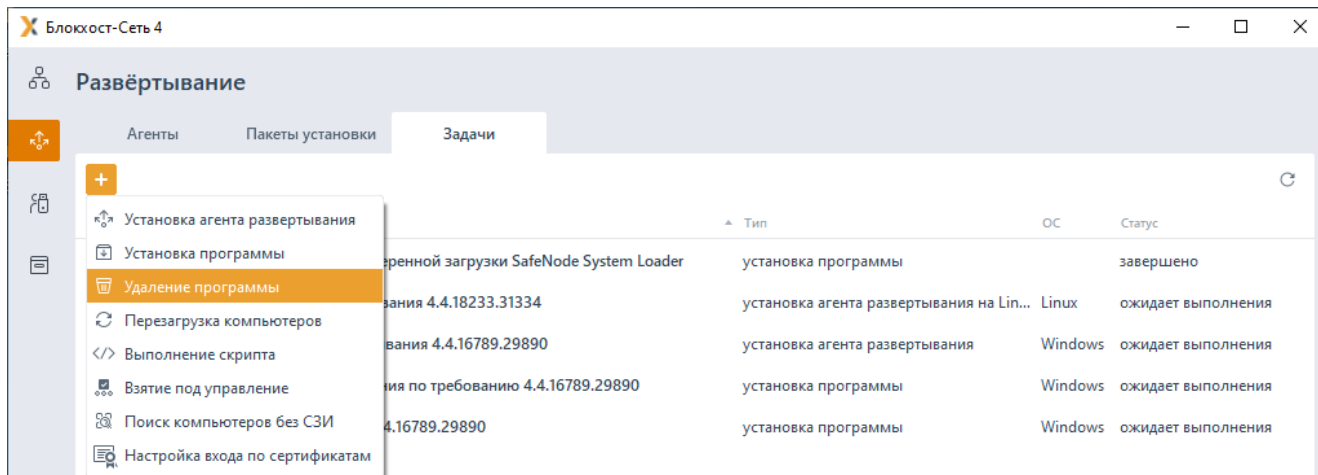 Блокхост-Сеть 4
Развёртывание
Агенты Пакеты установки Задачи
+
Установка агента развертывания
Установка программы
Удаление программы
Перезагрузка компьютеров
Выполнение скрипта
Взятие под управление
Поиск компьютеров без СЗИ
Настройка входа по сертификатам
Тип ОС Статус
еренной загрузки SafeNode System Loader установка программы завершено
вания 4.4.18233.31334 установка агента развертывания на Lin... Linux ожидает выполнения
вания 4.4.16789.29890 установка агента развертывания Windows ожидает выполнения
ия по требованию 4.4.16789.29890 установка программы Windows ожидает выполнения
4.16789.29890 установка программы Windows ожидает выполнения